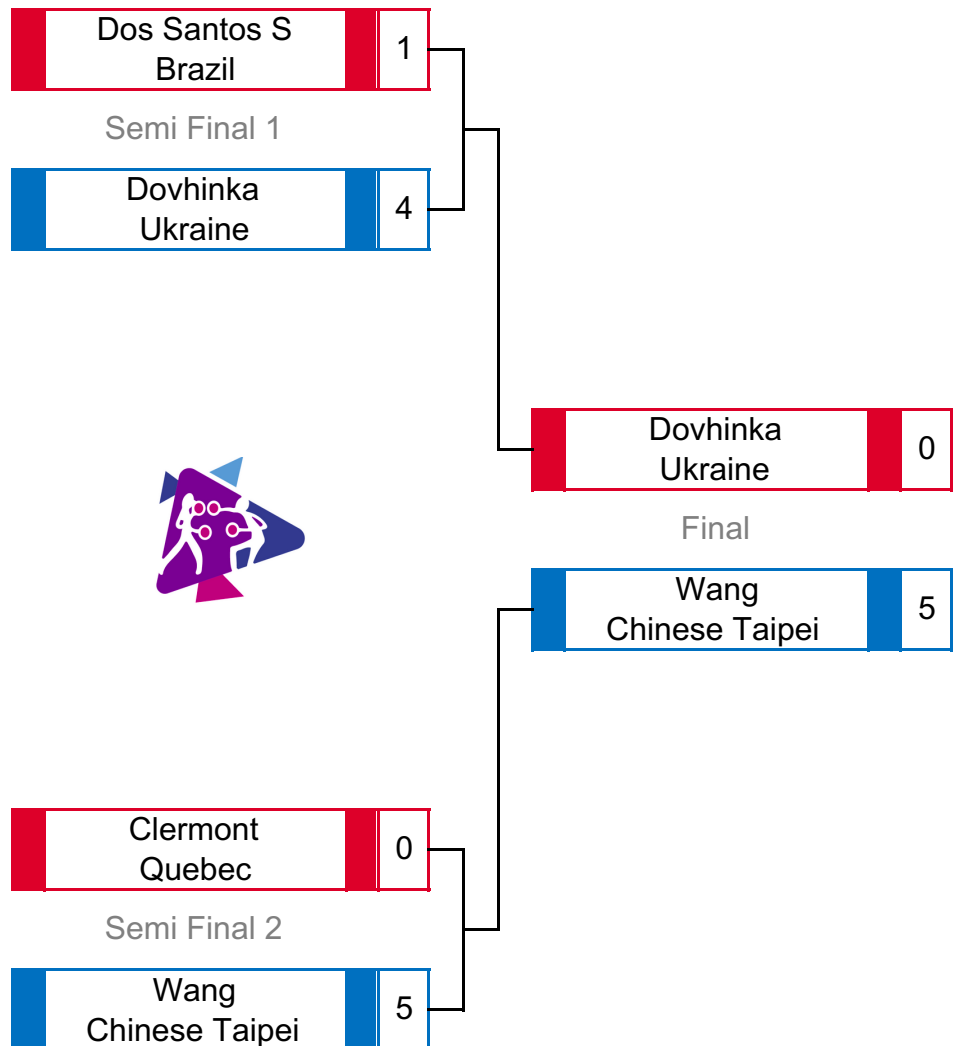 Dos Santos S
Brazil
1
Semi Final 1
Dovhinka
Ukraine
4
Dovhinka
Ukraine
0
Final
Wang
Chinese Taipei
5
Clermont
Quebec
0
Semi Final 2
Wang
Chinese Taipei
5